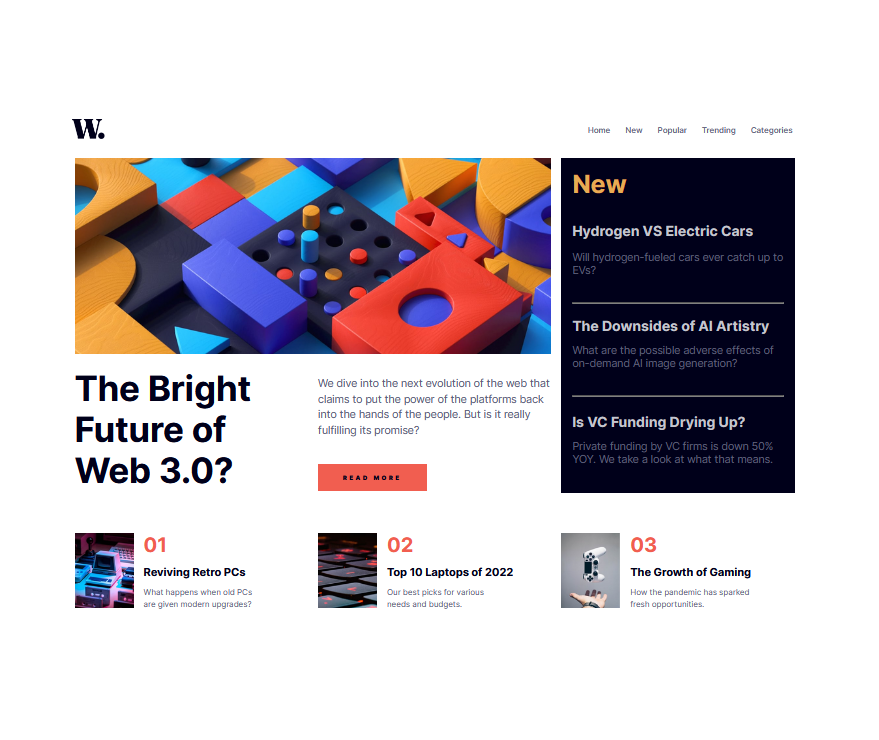 W.
Home New Popular Trending Categories
The Bright
Future of
Web 3.0?
We dive into the next evolution of the web that
claims to put the power of the platforms back
into the hands of the people. But is it really
fulfilling its promise?
READ MORE
New
Hydrogen VS Electric Cars
Will hydrogen-fueled cars ever catch up to
EVs?
The Downsides of AI Artistry
What are the possible adverse effects of
on-demand AI image generation?
Is VC Funding Drying Up?
Private funding by VC firms is down 50%
YOY. We take a look at what that means.
01
Reviving Retro PCs
What happens when old PCs
are given modern upgrades?
02
Top 10 Laptops of 2022
Our best picks for various
needs and budgets.
03
The Growth of Gaming
How the pandemic has sparked
fresh opportunities.